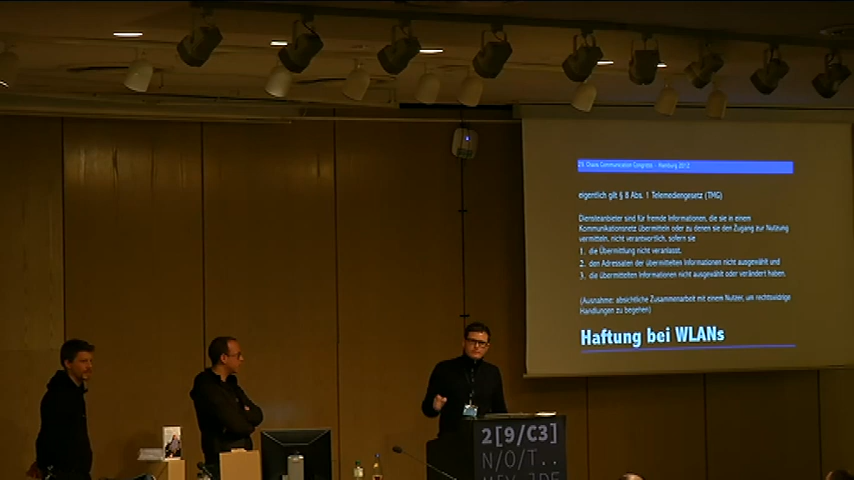 29. Chaos Communication Congress - Hamburg 2012
eigentlich gilt § 8 Abs. 1 Telemediengesetz (TMG)
Diensteanbieter sind für fremde Informationen, die sie in einem
Kommunikationsnetz übermitteln oder zu denen sie den Zugang zur Nutzung
vermitteln, nicht verantwortlich, sofern sie
1. die Übermittlung nicht veranlasst,
2. den Adressaten der übermittelten Informationen nicht ausgewählt und
3. die übermittelten Informationen nicht ausgewählt oder verändert haben.
(Ausnahme: absichtliche Zusammenarbeit mit einem Nutzer, um rechtswidrige
Handlungen zu begehen)
Haftung bei WLANs
2[9/C3]
N/O/T..